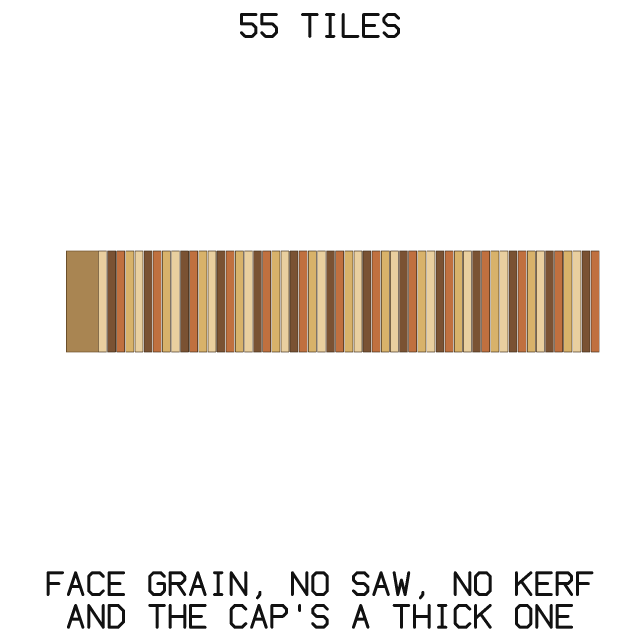 55 TILES
FACE GRAIN, NO SAW, NO KERF
AND THE CAP'S A THICK ONE